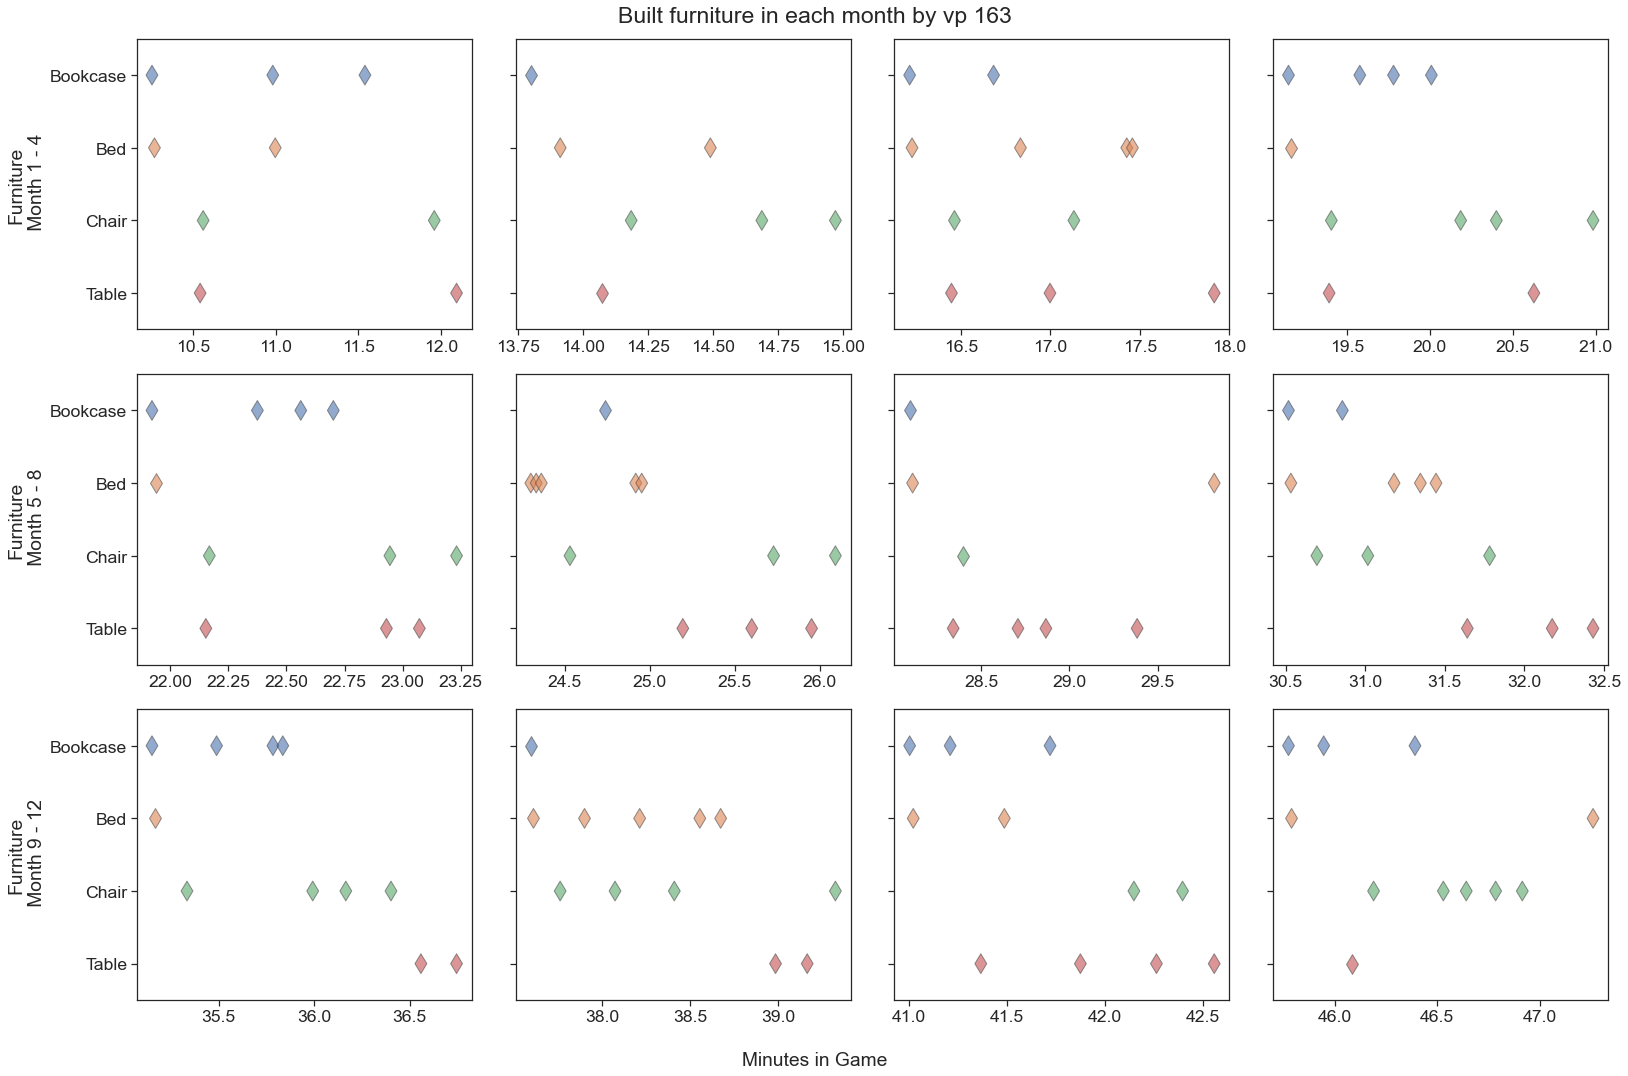 Built furniture in each month by vp 163
Furniture
Month 1 - 4
Bookcase
Bed
Chair
Table
10.5 11.0 11.5 12.0
13.75 14.00 14.25 14.50 14.75 15.00
16.5 17.0 17.5 18.0
19.5 20.0 20.5 21.0
Furniture
Month 5 - 8
Bookcase
Bed
Chair
Table
22.00 22.25 22.50 22.75 23.00 23.25
24.5 25.0 25.5 26.0
28.5 29.0 29.5
30.5 31.0 31.5 32.0 32.5
Furniture
Month 9 - 12
Bookcase
Bed
Chair
Table
35.5 36.0 36.5
38.0 38.5 39.0
41.0 41.5 42.0 42.5
46.0 46.5 47.0
Minutes in Game